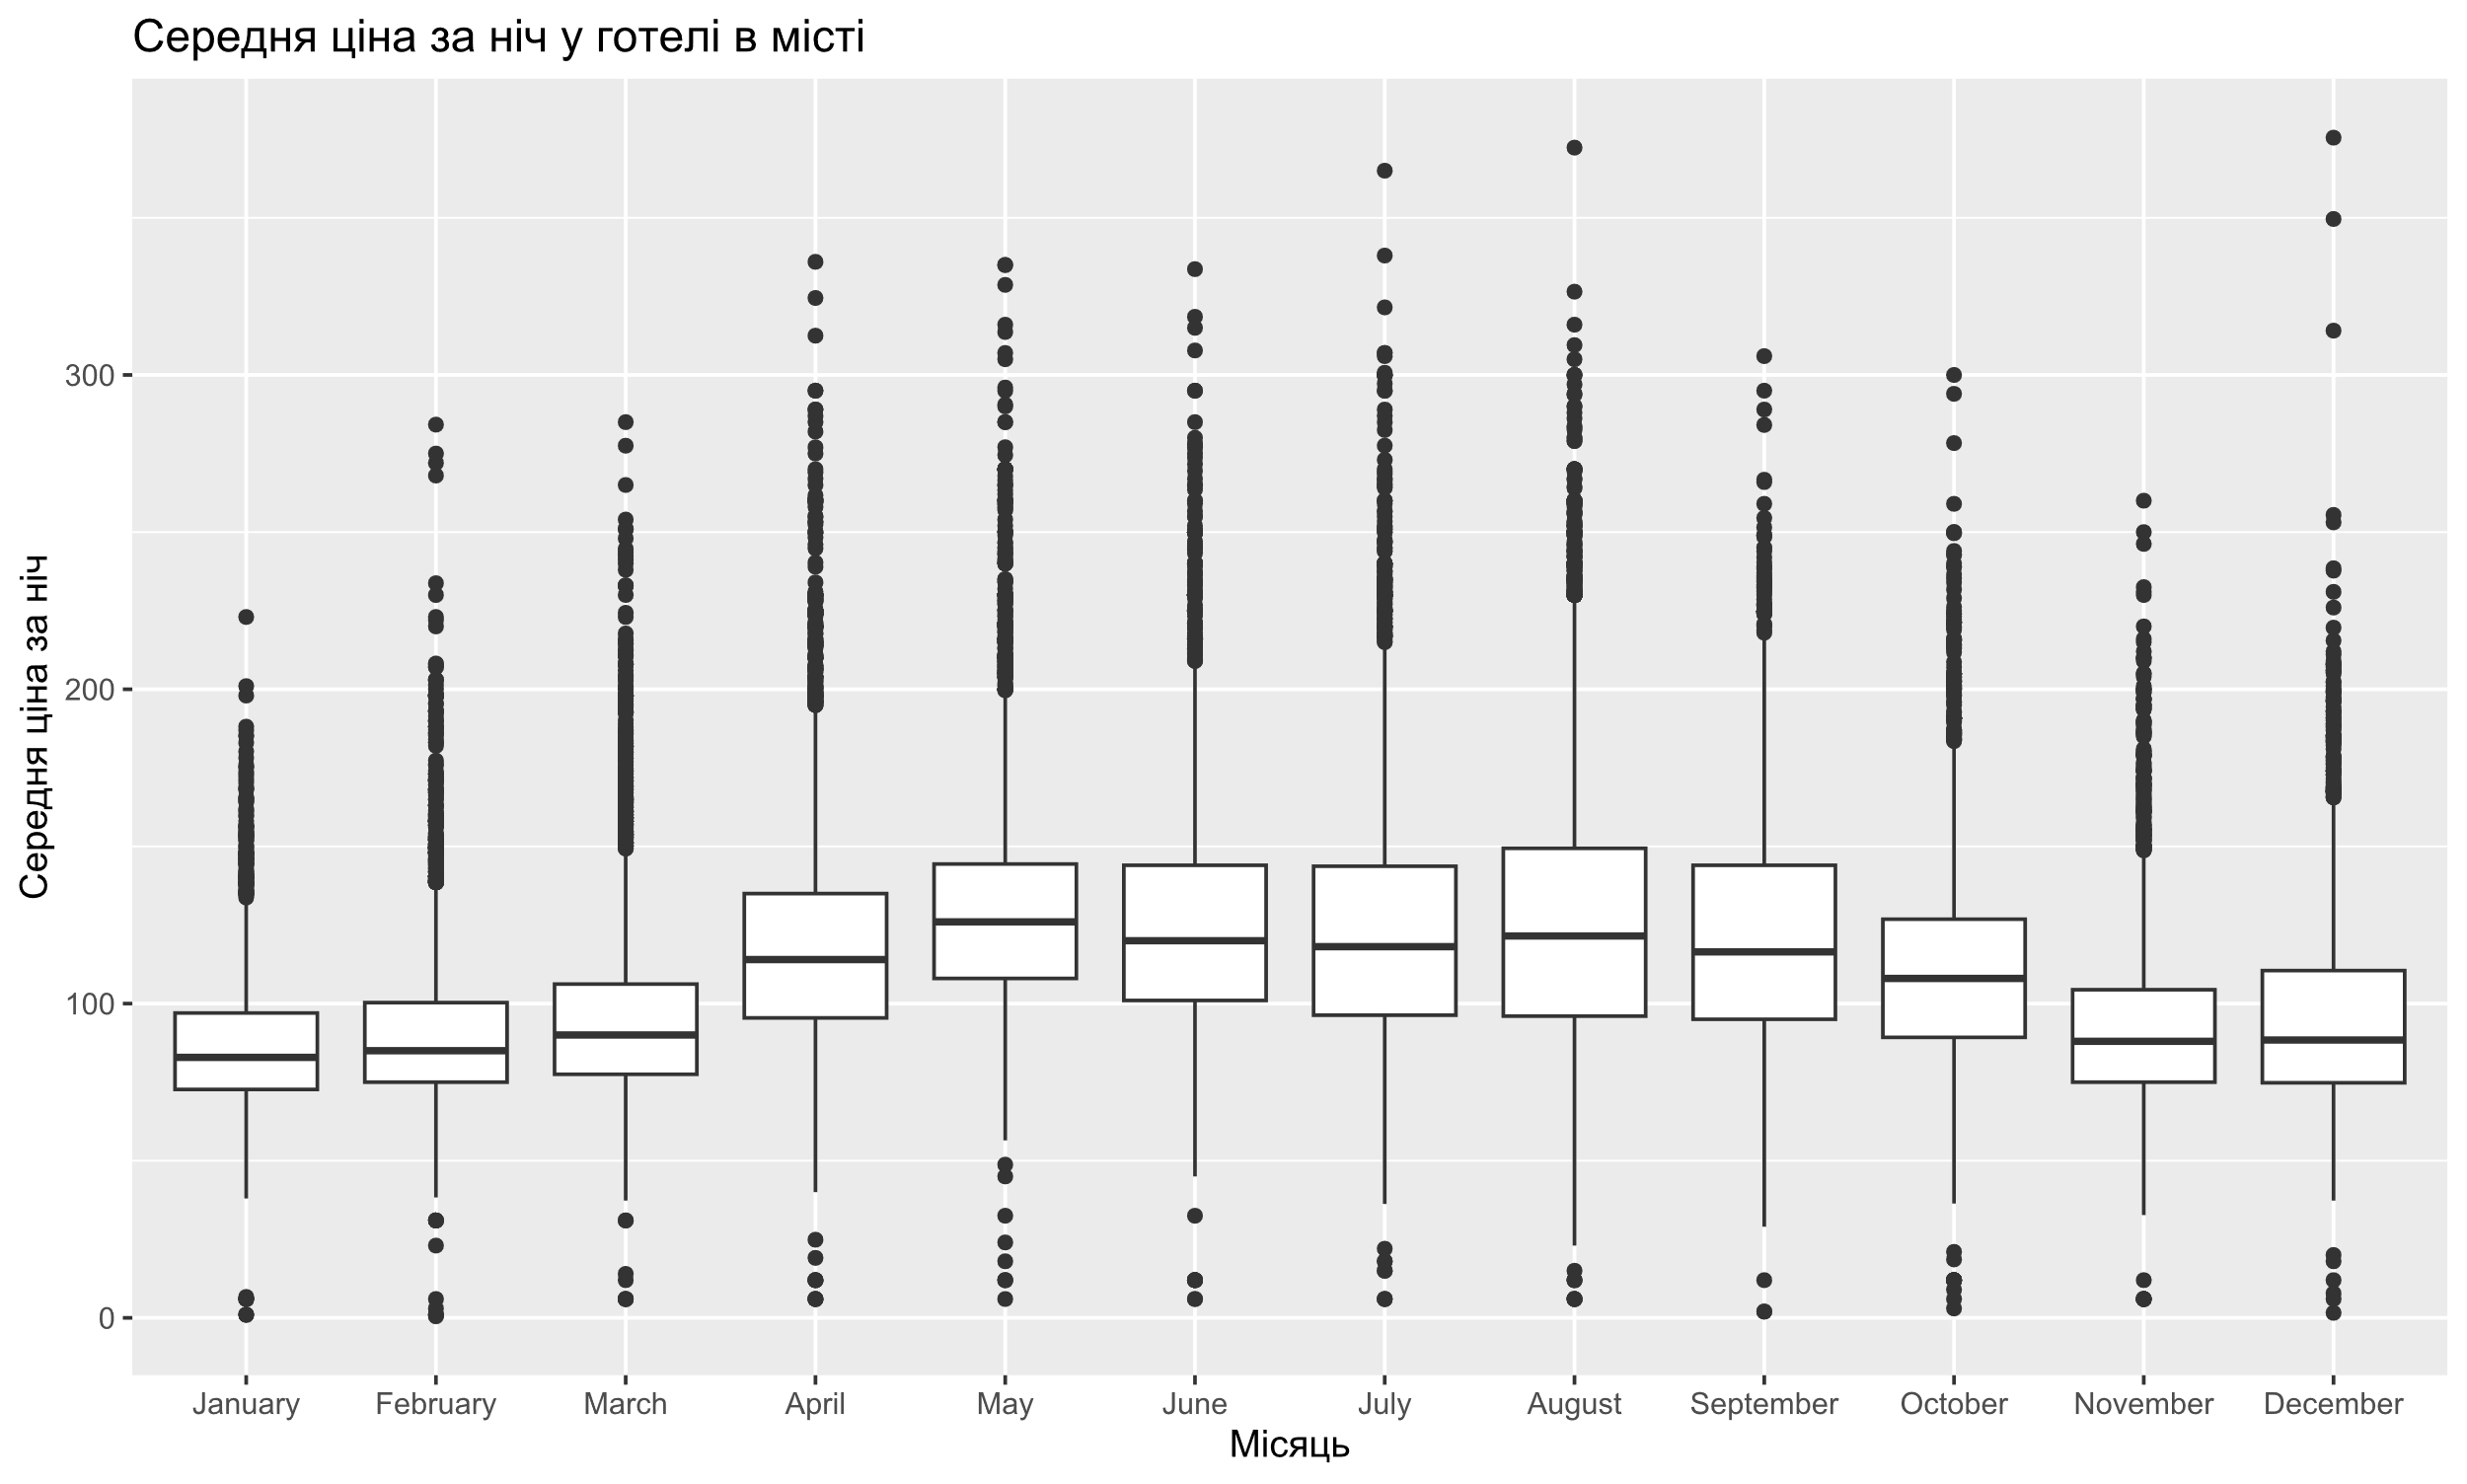 Середня ціна за ніч у готелі в місті
Середня ціна за ніч
300
200
100
0
January February March April May June July August September October November December
Місяць